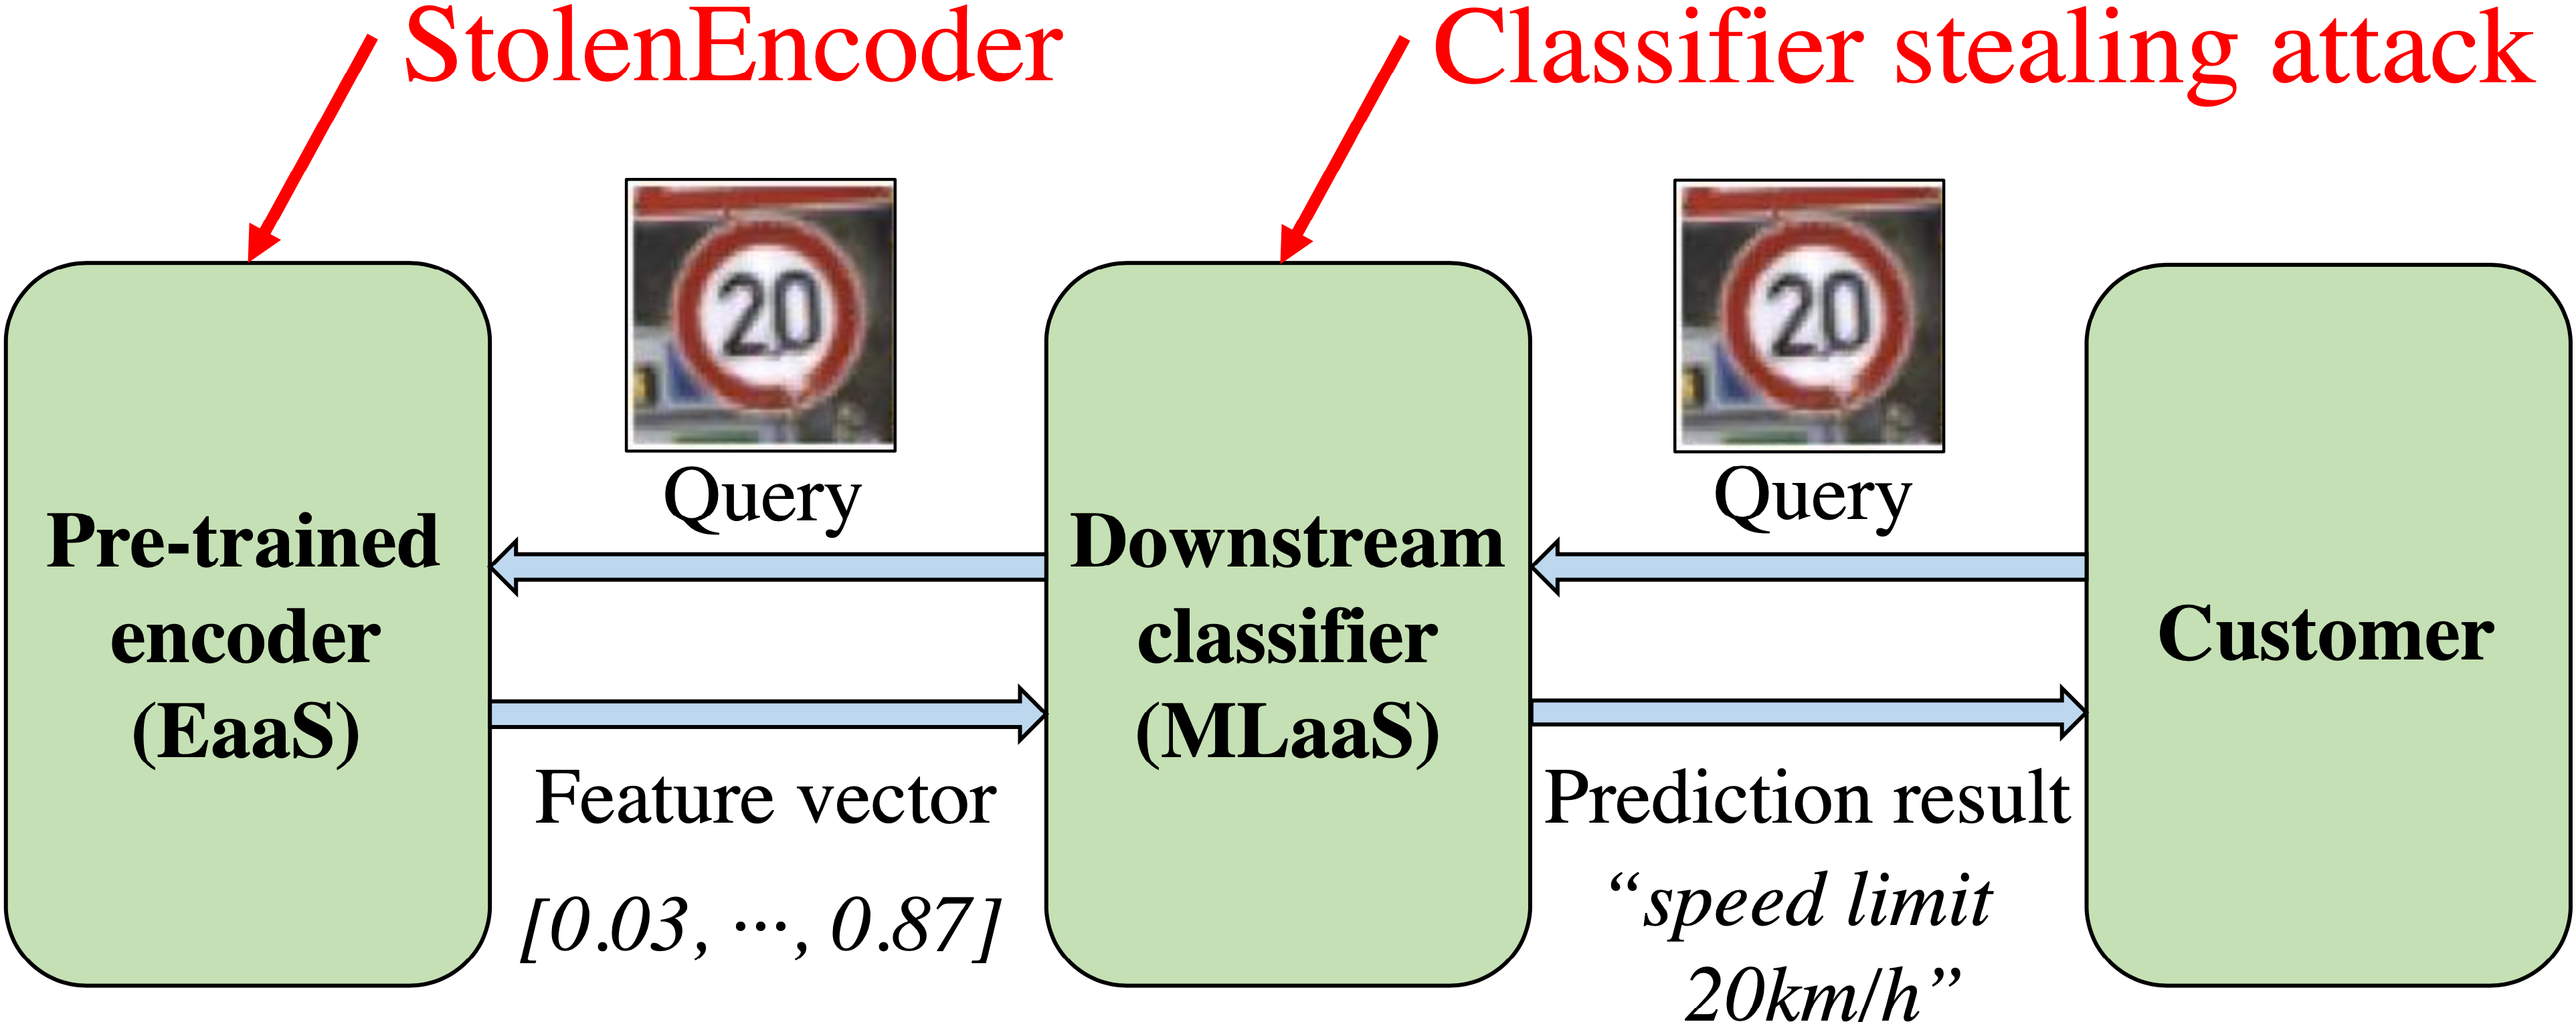 StolenEncoder
Classifier stealing attack
20
20
Query
Query
Pre-trained
encoder
(EaaS)
Downstream
classifier
(MLaaS)
Customer
Feature vector
[0.03, ···, 0.87]
Prediction result
“speed limit
20km/h”